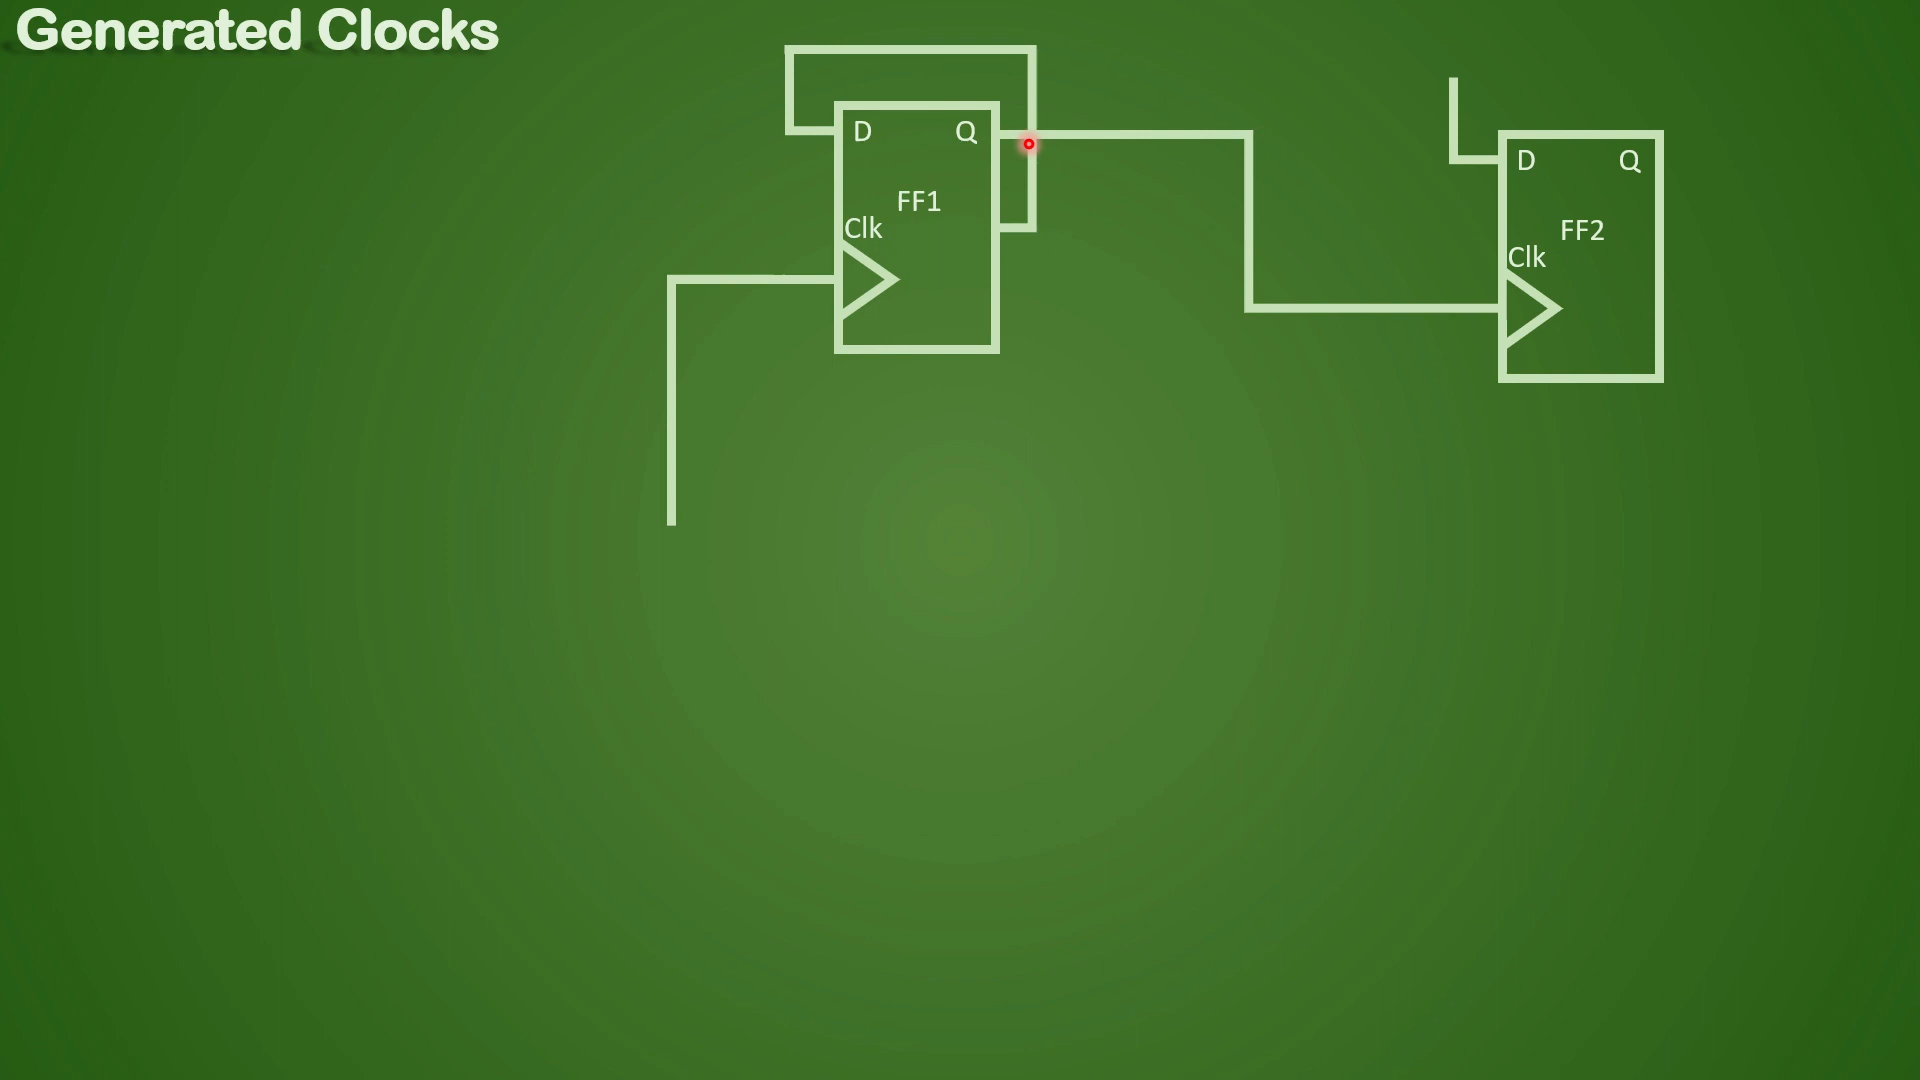 Generated Clocks
D Q
FF1
Clk
D Q
FF2
Clk